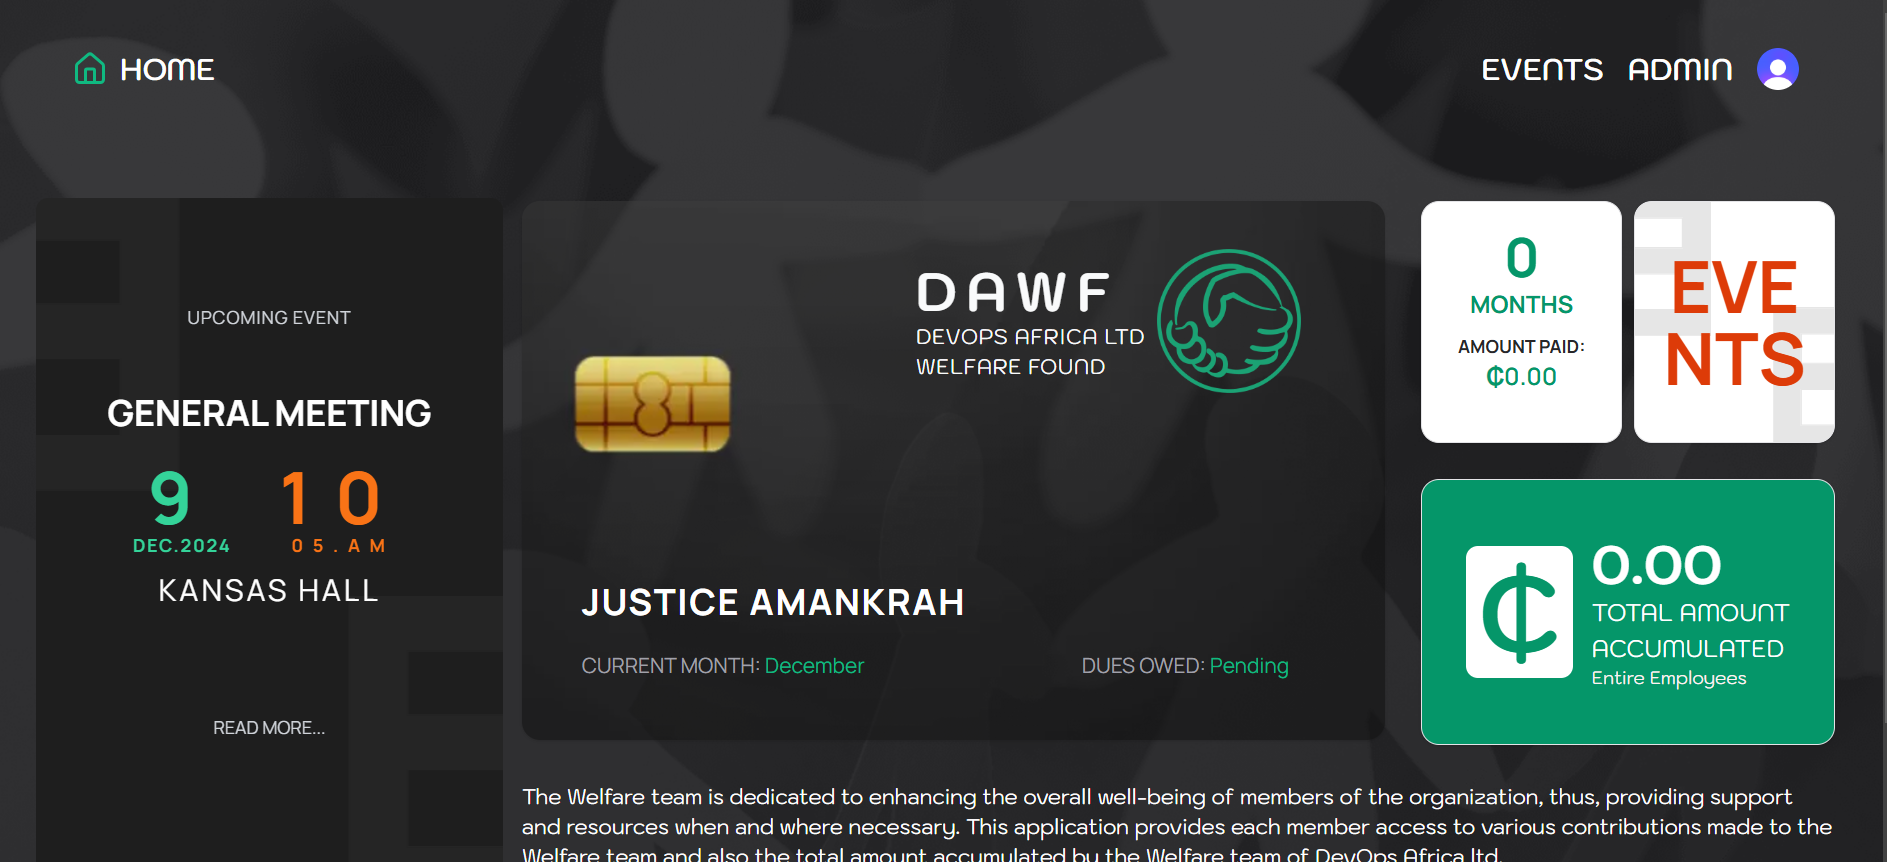 HOME
EVENTS ADMIN
UPCOMING EVENT
GENERAL MEETING
9 10
DEC.2024 05.AM
KANSAS HALL
READ MORE...
DAWF
DEVOPS AFRICA LTD
WELFARE FOUND
JUSTICE AMANKRAH
CURRENT MONTH: December
DUES OWED: Pending
0
MONTHS
AMOUNT PAID:
₵0.00
EVE
NTS
₵
0.00
TOTAL AMOUNT
ACCUMULATED
Entire Employees
The Welfare team is dedicated to enhancing the overall well-being of members of the organization, thus, providing support
and resources when and where necessary. This application provides each member access to various contributions made to the
Welfare team and also the total amount accumulated by the Welfare team of DevOps Africa ltd.